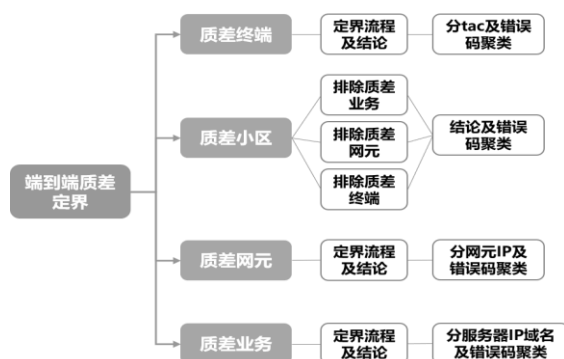 质差终端
定界流程
及结论
分tac及错误
码聚类
质差小区
排除质差
业务
排除质差
网元
排除质差
终端
结论及错误
码聚类
端到端质差
定界
质差网元
定界流程
及结论
分网元IP及
错误码聚类
质差业务
定界流程
及结论
分服务器IP域名
及错误码聚类